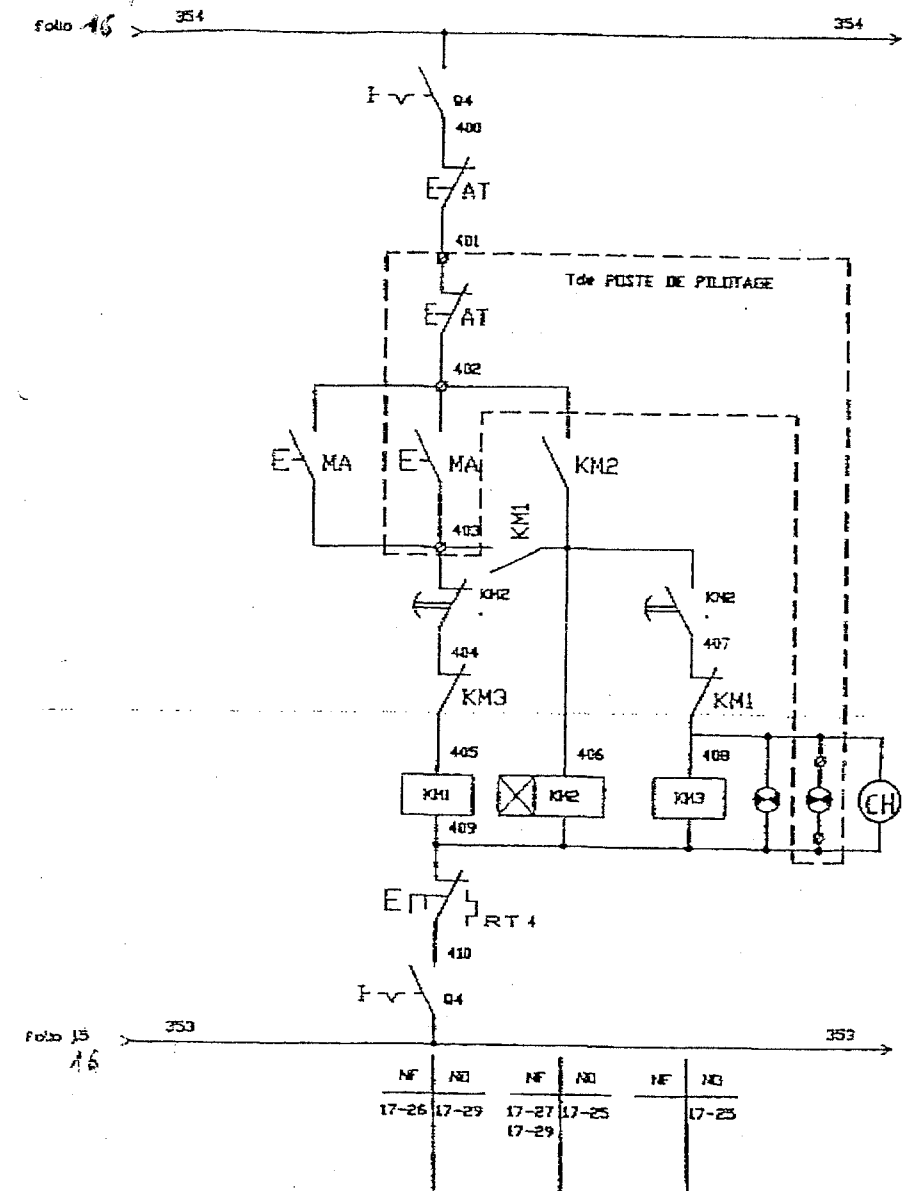 354
354
folio 16
Q4
400
AT
401
Tde POSTE DE PILOTAGE
AT
402
MA
MA
KM2
KM1
403
KM2
KM2
404
407
KM3
KM1
405
406
408
KM1
KM2
KM3
CH
409
RT 4
410
Q4
folio 15
353
353
16
NF NO
NF NO
NF NO
17-26 17-29
17-27 17-25
17-25
17-29